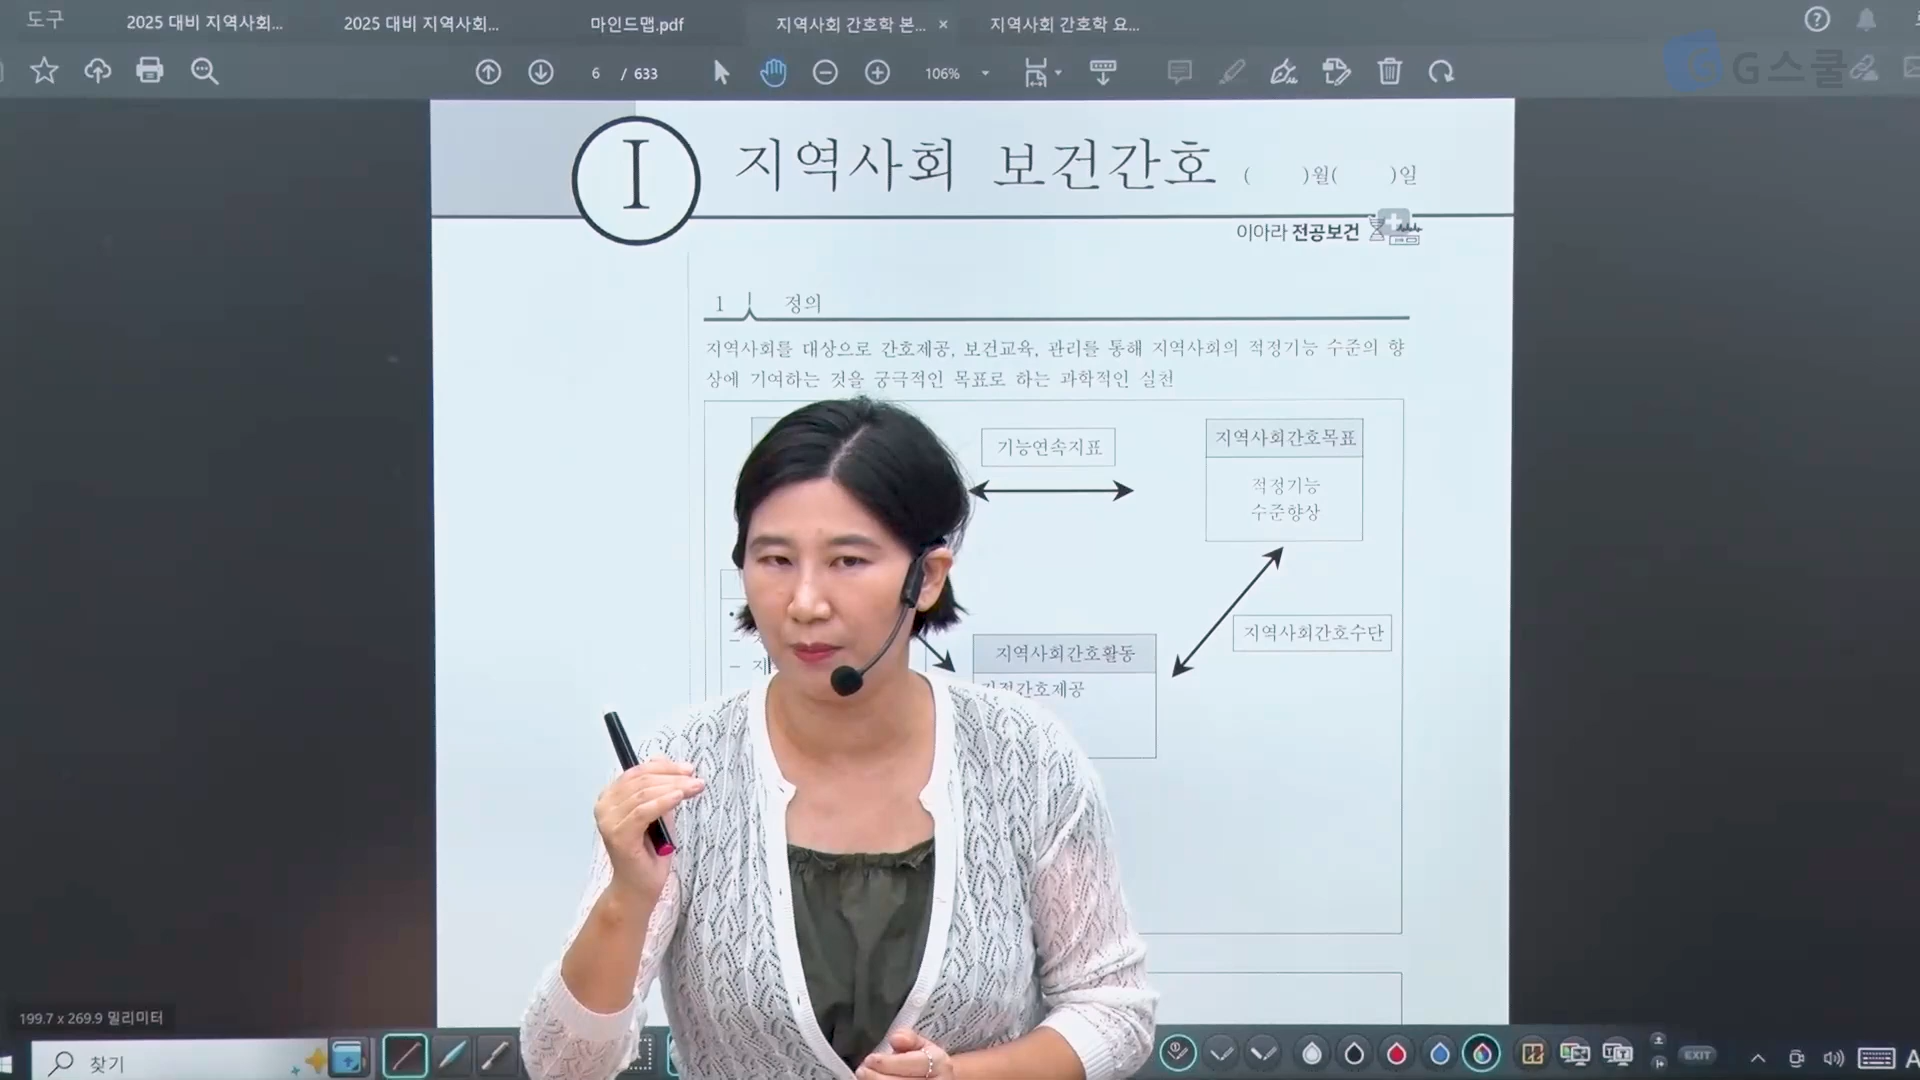 도구
2025 대비 지역사회...
2025 대비 지역사회...
마인드맵.pdf
지역사회 간호학 본... ×
지역사회 간호학 요...
6 / 633
106%
G스쿨
I
지역사회 보건간호 ( )월( )일
이아라 전공보건
1 정의
지역사회를 대상으로 간호제공, 보건교육, 관리를 통해 지역사회의 적정기능 수준의 향
상에 기여하는 것을 궁극적인 목표로 하는 과학적인 실천
기능연속지표
지역사회간호목표
적정기능
수준향상
지역사회간호수단
지역사회간호활동
간호제공
199.7 x 269.9 밀리미터
찾기
EXIT